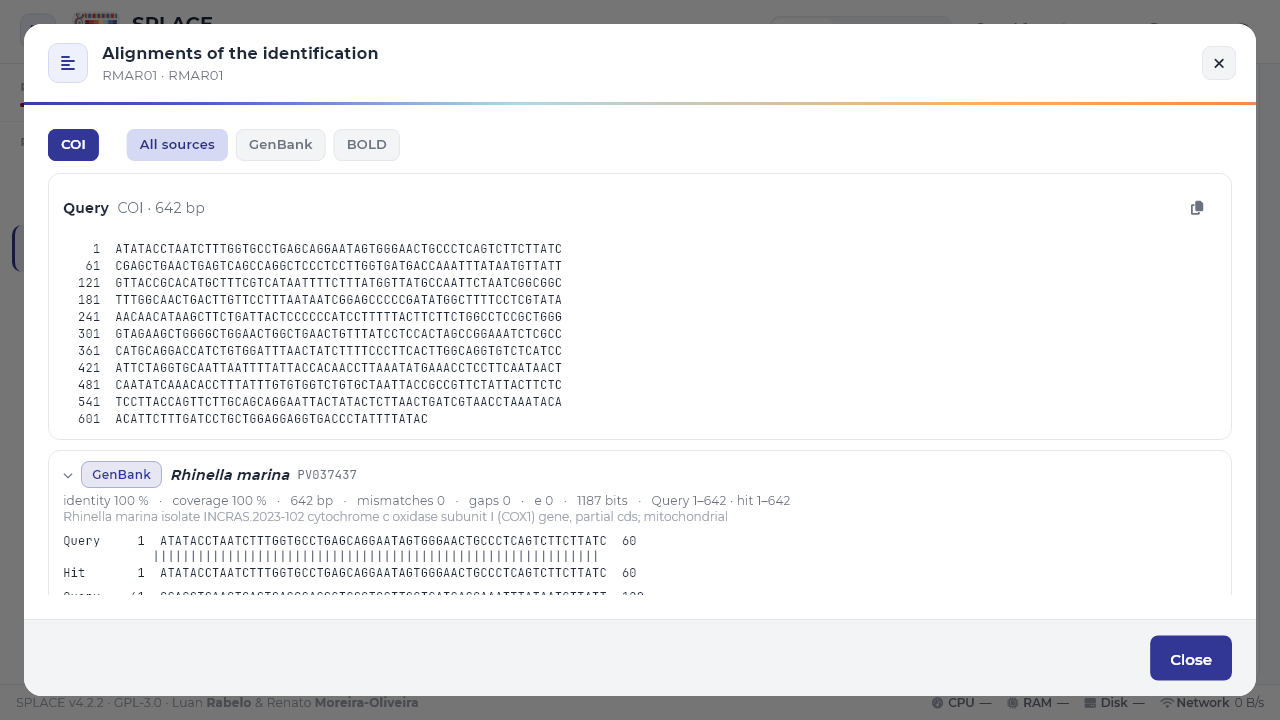 SPLACE
Alignments of the identification
RMAR01 · RMAR01
COI
All sources
GenBank
BOLD
Query COI · 642 bp
1 ATATACCTAATCTTTGGTGCCTGAGCAGGAATAGTGGGAACTGCCCTCAGTCTTCTTATC
61 CGAGCTGAACTGAGTCAGCCAGGCTCCCTCCTTGGTGATGACCAAATTTATAATGTTATT
121 GTTACCGCACATGCTTTCGTCATAATTTTCTTTATGGTTATGCCAATTCTAATCGGCGGC
181 TTTGGCAACTGACTTGTTCCTTTAATAATCGGAGCCCCCGATATGGCTTTTCCTCGTATA
241 AACAACATAAGCTTCTGATTACTCCCCCCATCCTTTTTACTTCTTCTGGCCTCCGCTGGG
301 GTAGAAGCTGGGGCTGGAACTGGCTGAACTGTTTATCCTCCACTAGCCGGAAATCTCGCC
361 CATGCAGGACCATCTGTGGATTTAACTATCTTTTCCCTTCACTTGGCAGGTGTCTCATCC
421 ATTCTAGGTGCAATTAATTTTATTACCACAACCTTAAATATGAAACCTCCTTCAATAACT
481 CAATATCAAACACCTTTATTTGTGTGGTCTGTGCTAATTACCGCCGTTCTATTACTTCTC
541 TCCTTACCAGTTCTTGCAGCAGGAATTACTATACTCTTAACTGATCGTAACCTAAATACA
601 ACATTCTTTGATCCTGCTGGAGGAGGTGACCCTATTTTATAC
GenBank Rhinella marina PV037437
identity 100 % · coverage 100 % · 642 bp · mismatches 0 · gaps 0 · e 0 · 1187 bits · Query 1–642 · hit 1–642
Rhinella marina isolate INCRAS.2023-102 cytochrome c oxidase subunit I (COX1) gene, partial cds; mitochondrial
Query 1 ATATACCTAATCTTTGGTGCCTGAGCAGGAATAGTGGGAACTGCCCTCAGTCTTCTTATC 60
||||||||||||||||||||||||||||||||||||||||||||||||||||||||||||
Hit 1 ATATACCTAATCTTTGGTGCCTGAGCAGGAATAGTGGGAACTGCCCTCAGTCTTCTTATC 60
Close
SPLACE v4.2.2 · GPL-3.0 · Luan Rabelo & Renato Moreira-Oliveira
CPU — RAM — Disk — Network 0 B/s